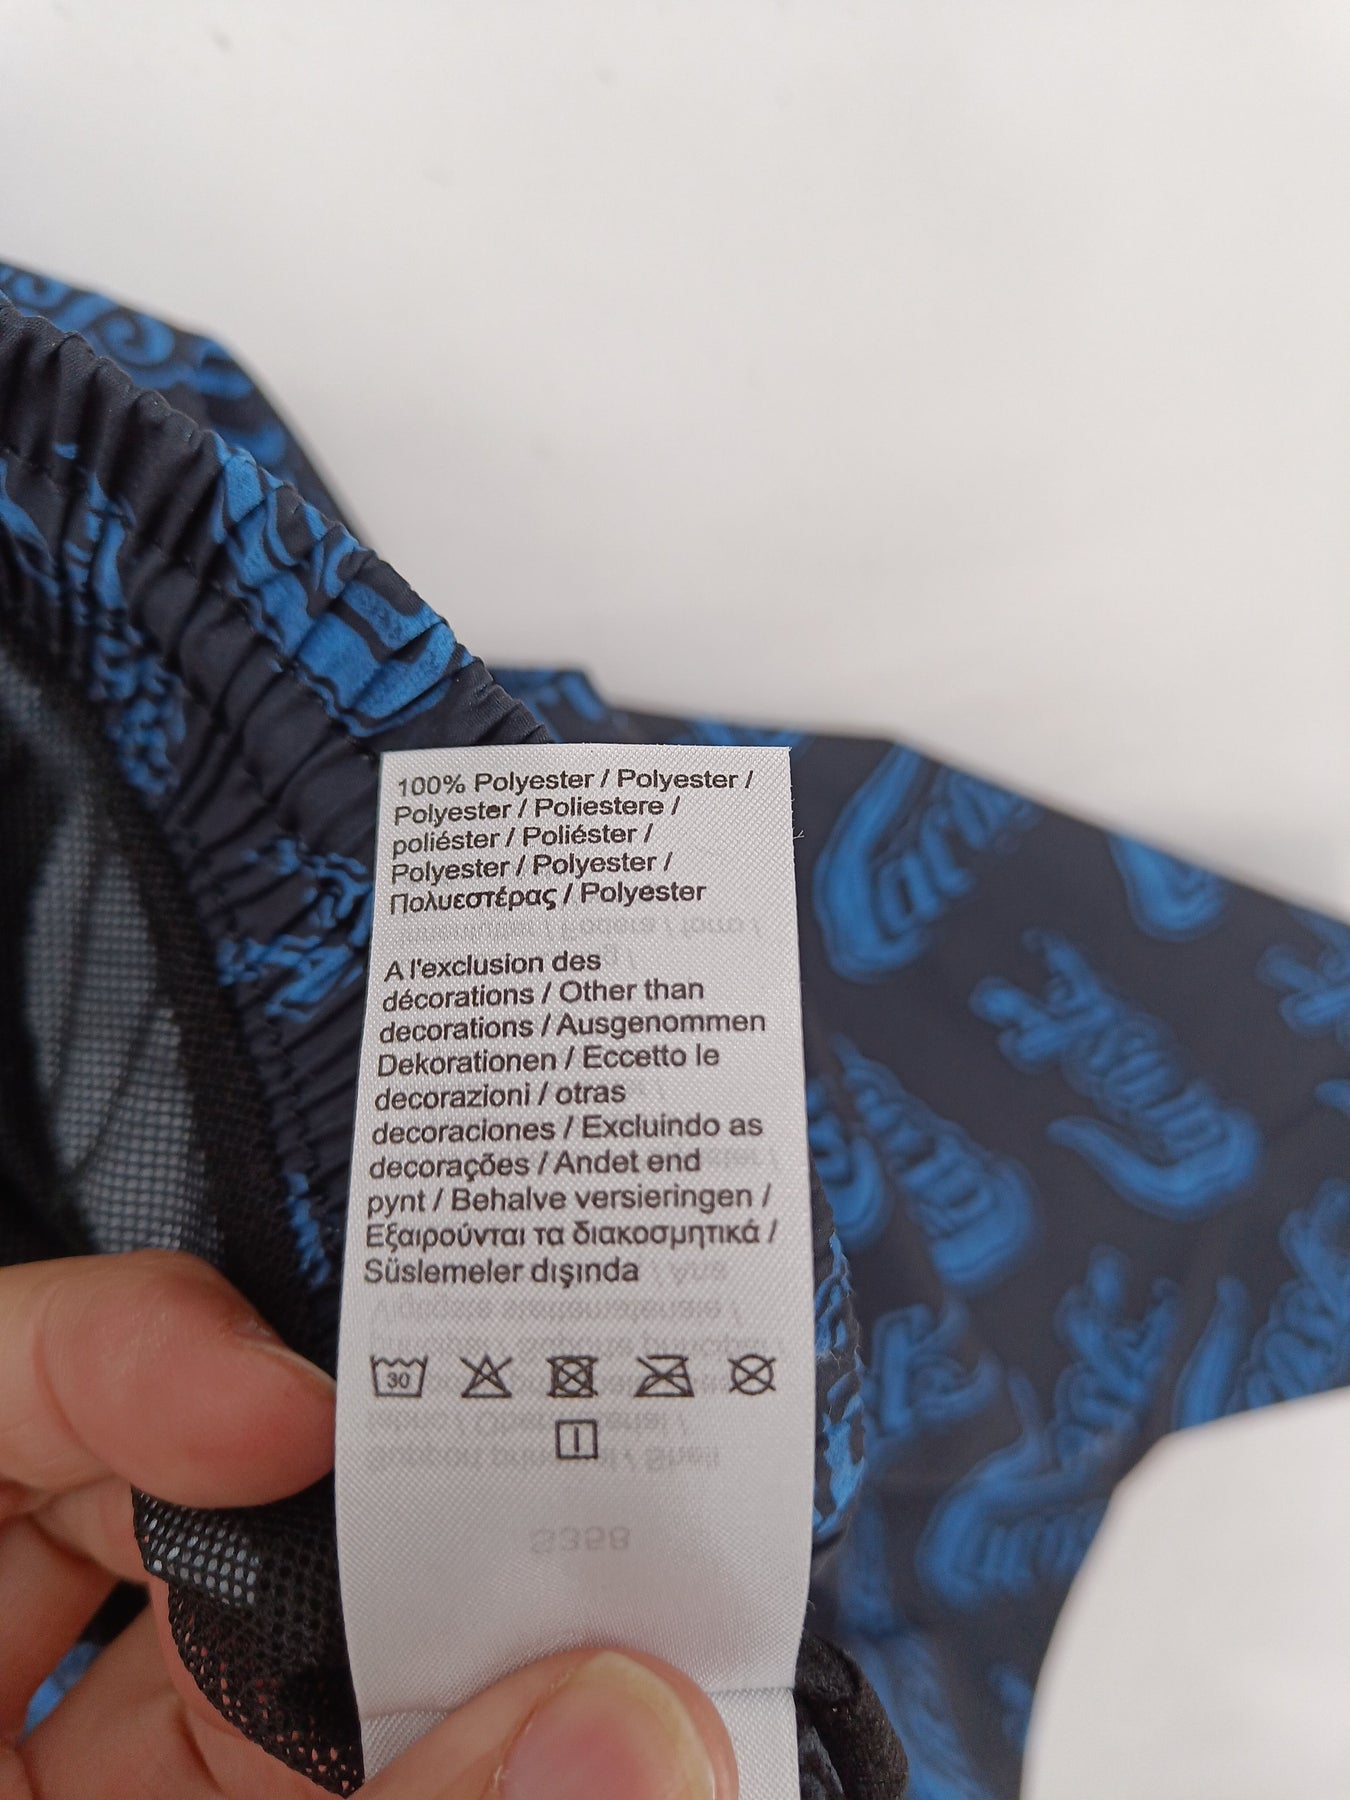 100% Polyester / Polyester /
Polyester / Poliestere /
poliéster / Poliéster /
Polyester / Polyester /
Πολυεστέρας / Polyester
A l'exclusion des
décorations / Other than
decorations / Ausgenommen
Dekorationen / Eccetto le
decorazioni / otras
decoraciones / Excluindo as
decorações / Andet end
pynt / Behalve versieringen /
Εξαιρούνται τα διακοσμητικά /
Süslemeler dışında
30